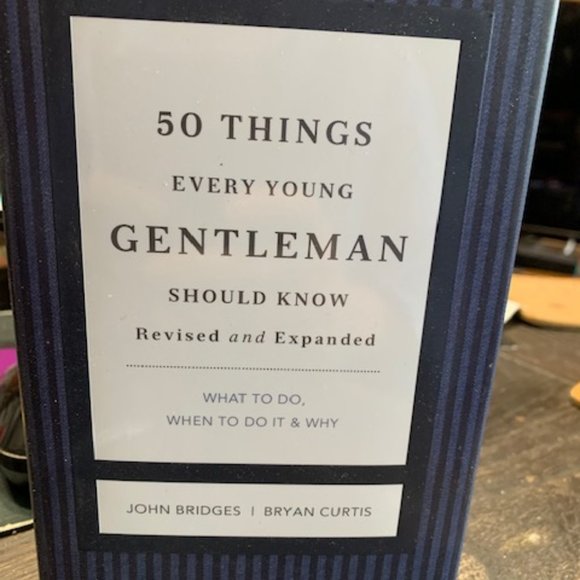 50 THINGS
EVERY YOUNG
GENTLEMAN
SHOULD KNOW
Revised and Expanded
WHAT TO DO,
WHEN TO DO IT & WHY
JOHN BRIDGES | BRYAN CURTIS